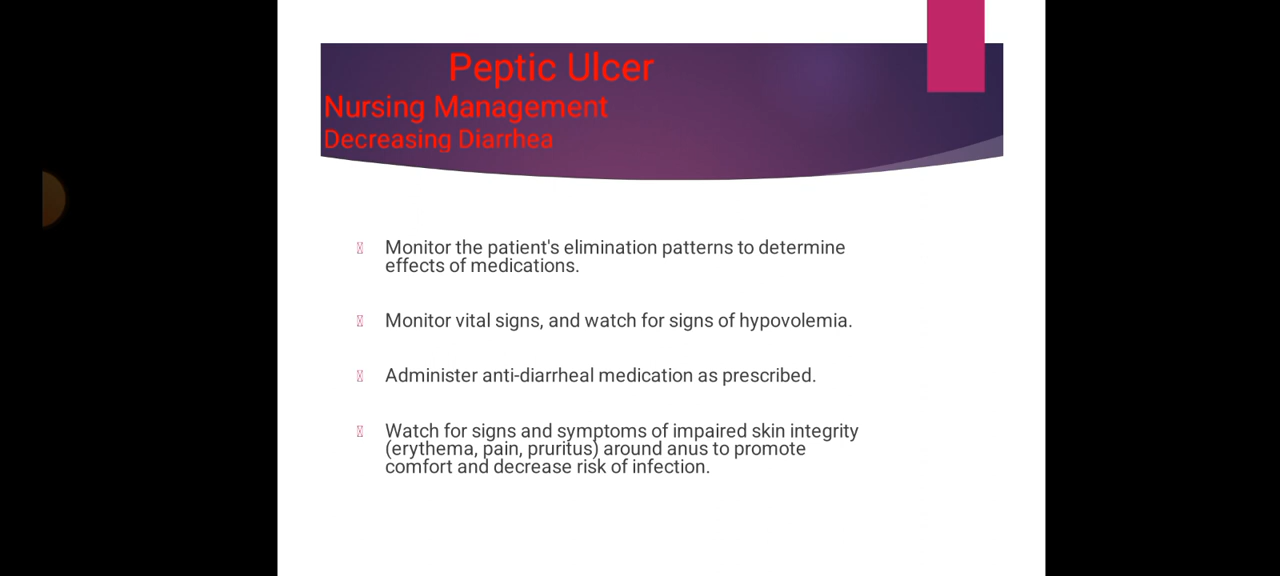 Peptic Ulcer
Nursing Management
Decreasing Diarrhea
Monitor the patient's elimination patterns to determine
effects of medications.
Monitor vital signs, and watch for signs of hypovolemia.
Administer anti-diarrheal medication as prescribed.
Watch for signs and symptoms of impaired skin integrity
(erythema, pain, pruritus) around anus to promote
comfort and decrease risk of infection.